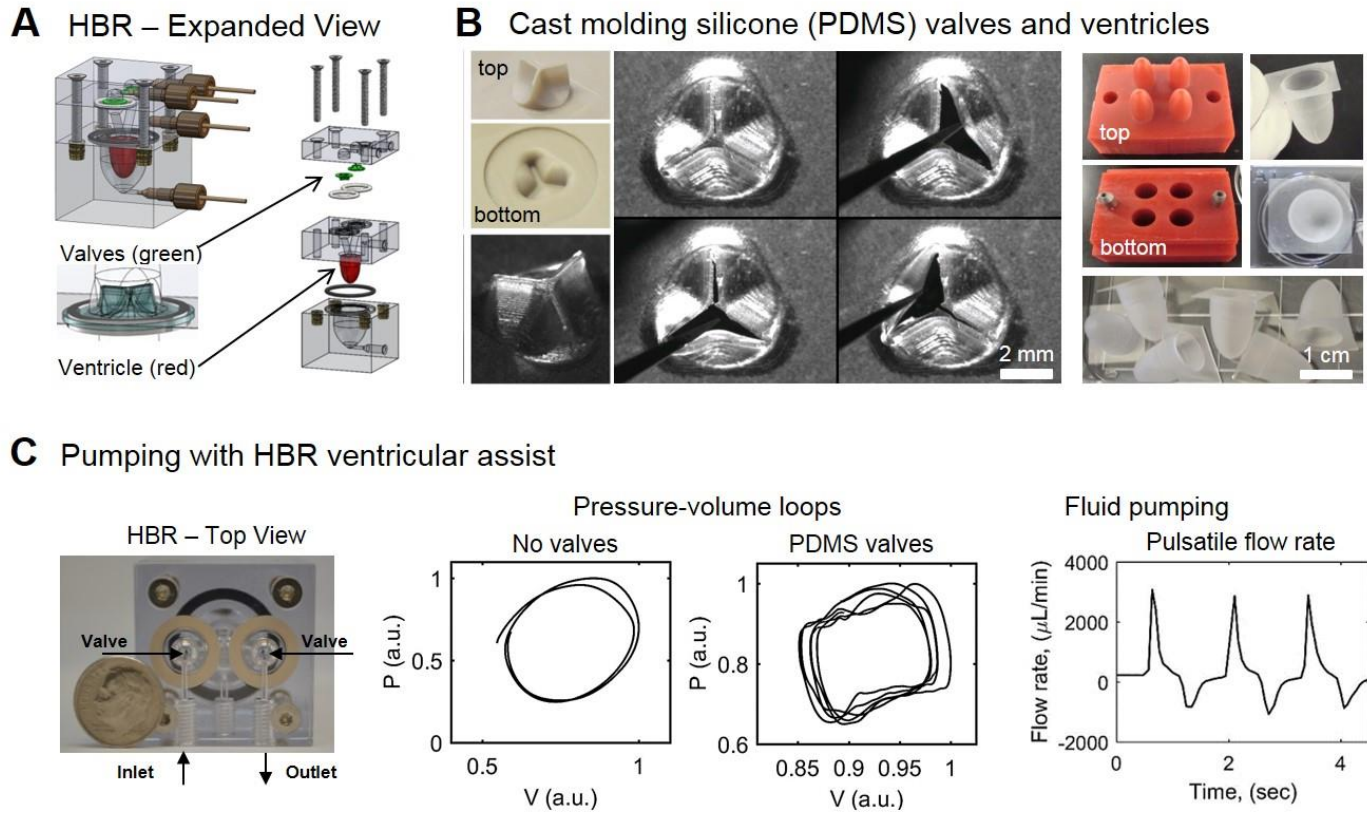 A HBR – Expanded View
Valves (green)
Ventricle (red)
B Cast molding silicone (PDMS) valves and ventricles
top
bottom
2 mm
top
bottom
1 cm
C Pumping with HBR ventricular assist
HBR – Top View
Valve
Valve
Inlet
Outlet
Pressure-volume loops
No valves
P (a.u.)
1
0.5
0
0.5
1
V (a.u.)
PDMS valves
P (a.u.)
1
0.8
0.6
0.85
0.9
0.95
1
V (a.u.)
Fluid pumping
Pulsatile flow rate
Flow rate, (μL/min)
4000
2000
0
-2000
0
2
4
Time, (sec)